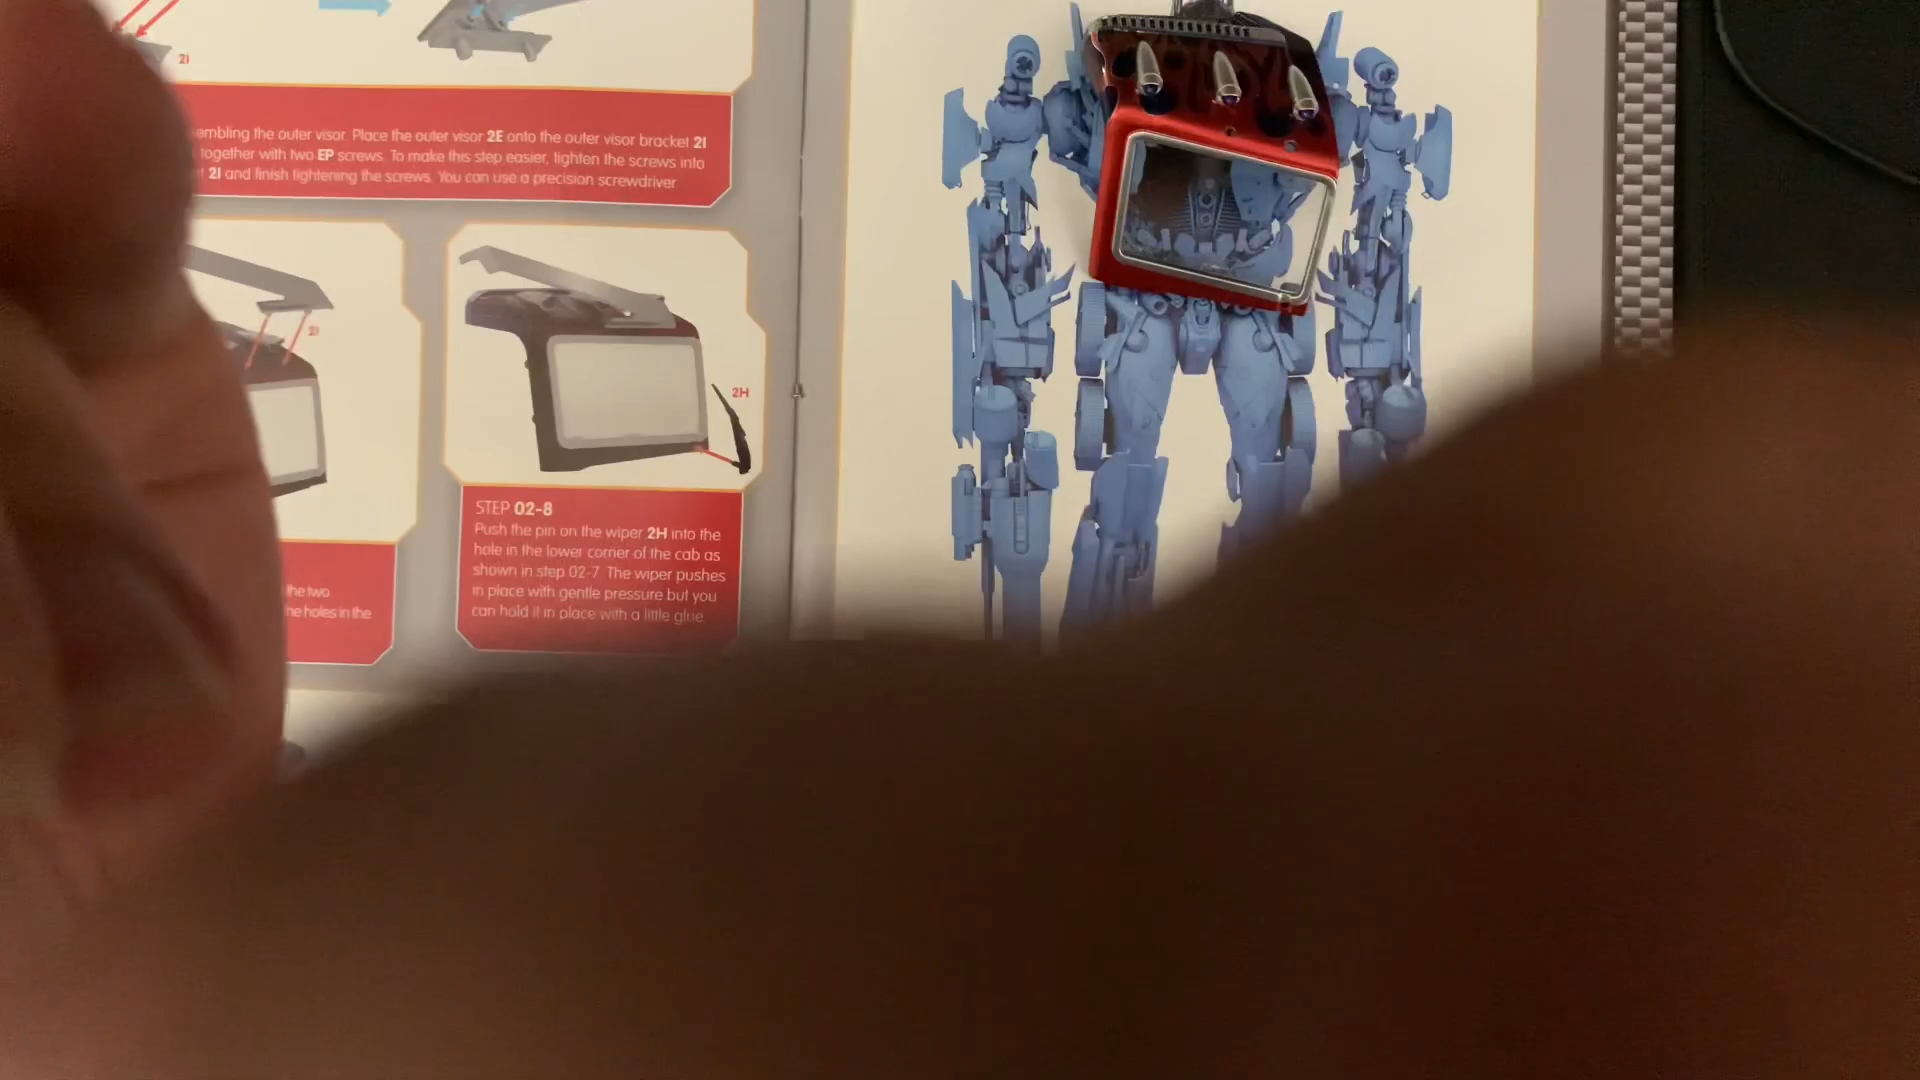 2I
embling the outer visor. Place the outer visor 2E onto the outer visor bracket 2I
together with two EP screws. To make this step easier, tighten the screws into
2I and finish tightening the screws. You can use a precision screwdriver
2I
2H
he two
he holes in the
STEP 02-8
Push the pin on the wiper 2H into the
hole in the lower corner of the cab as
shown in step 02-7. The wiper pushes
in place with gentle pressure but you
can hold it in place with a little glue.